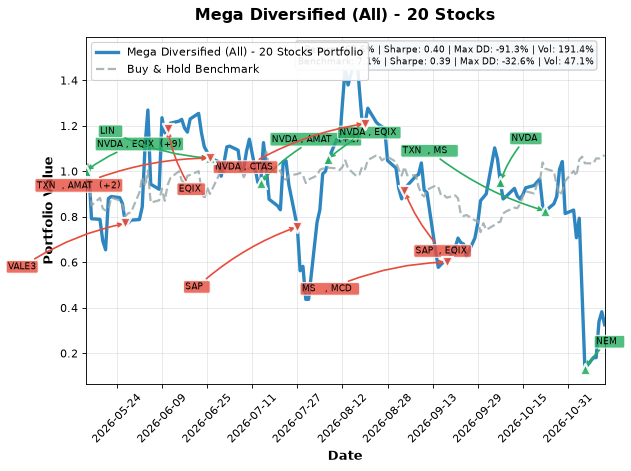 Mega Diversified (All) - 20 Stocks
Mega Diversified (All) - 20 Stocks Portfolio
Buy & Hold Benchmark
% | Sharpe: 0.40 | Max DD: -91.3% | Vol: 191.4%
Benchmark: 7.1% | Sharpe: 0.39 | Max DD: -32.6% | Vol: 47.1%
Portfolio Value
1.4
1.2
1.0
0.8
0.6
0.4
0.2
LIN
NVDA , EQIX (+9)
TXN , AMAT (+2)
VALE3
EQIX
SAP
NVDA , CTAS
NVDA , AMAT
NVDA , EQIX
MS , MCD
TXN , MS
SAP , EQIX
NVDA
NEM
2026-05-24
2026-06-09
2026-06-25
2026-07-11
2026-07-27
2026-08-12
2026-08-28
2026-09-13
2026-09-29
2026-10-15
2026-10-31
Date